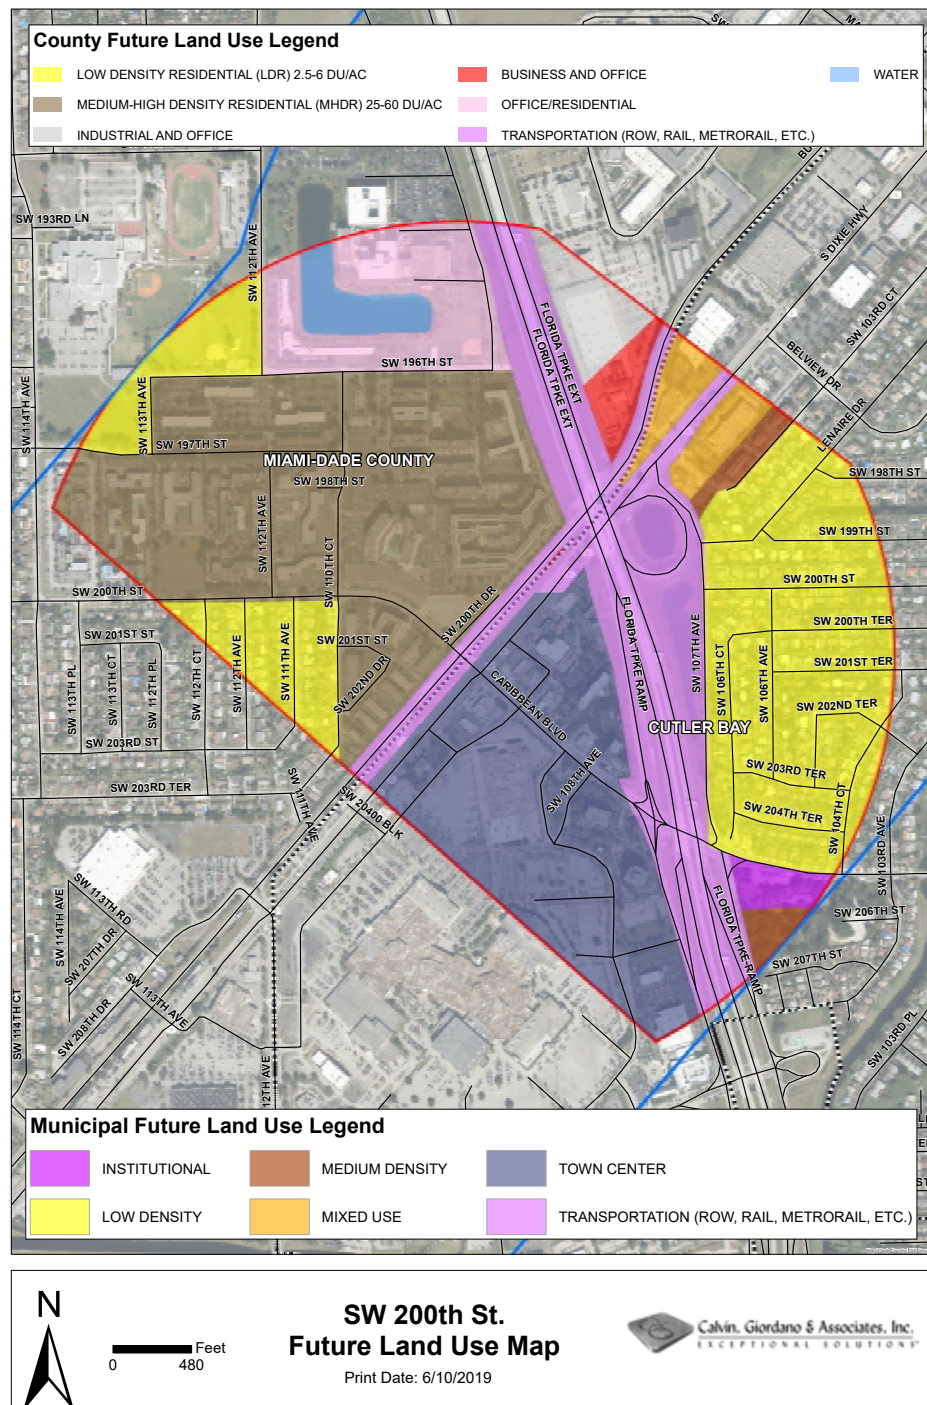 County Future Land Use Legend
LOW DENSITY RESIDENTIAL (LDR) 2.5-6 DU/AC
MEDIUM-HIGH DENSITY RESIDENTIAL (MHDR) 25-60 DU/AC
INDUSTRIAL AND OFFICE
BUSINESS AND OFFICE
OFFICE/RESIDENTIAL
TRANSPORTATION (ROW, RAIL, METRORAIL, ETC.)
WATER
SW 193RD LN
SW 112TH AVE
S DIXIE HWY
SW 103RD CT
FLORIDA TPKE EXT
FLORIDA TPKE EXT
BELVIEW DR
LENAIRE DR
SW 196TH ST
SW 114TH AVE
SW 113TH AVE
SW 197TH ST
MIAMI-DADE COUNTY
SW 198TH ST
SW 198TH ST
SW 112TH AVE
SW 110TH CT
SW 199TH ST
SW 200TH ST
SW 200TH ST
SW 200TH DR
SW 200TH TER
SW 201ST ST
SW 201ST ST
SW 201ST TER
SW 113TH PL
SW 113TH CT
SW 112TH PL
SW 112TH CT
SW 112TH AVE
SW 111TH AVE
SW 202ND DR
FLORIDA TPKE RAMP
SW 107TH AVE
SW 106TH CT
SW 106TH AVE
SW 202ND TER
CARIBBEAN BLVD
CUTLER BAY
SW 203RD ST
SW 203RD TER
SW 203RD TER
SW 108TH AVE
SW 111TH AVE
SW 20400 BLK
SW 204TH TER
SW 104TH CT
SW 103RD AVE
SW 113TH RD
SW 114TH AVE
SW 207TH DR
SW 206TH ST
FLORIDA TPKE RAMP
SW 207TH ST
SW 113TH AVE
SW 208TH DR
SW 114TH CT
SW 103RD PL
12TH AVE
Municipal Future Land Use Legend
INSTITUTIONAL
MEDIUM DENSITY
TOWN CENTER
LOW DENSITY
MIXED USE
TRANSPORTATION (ROW, RAIL, METRORAIL, ETC.)
N
Feet
0 480
SW 200th St.
Future Land Use Map
Print Date: 6/10/2019
Calvin, Giordano & Associates, Inc.
EXCEPTIONAL SOLUTIONS